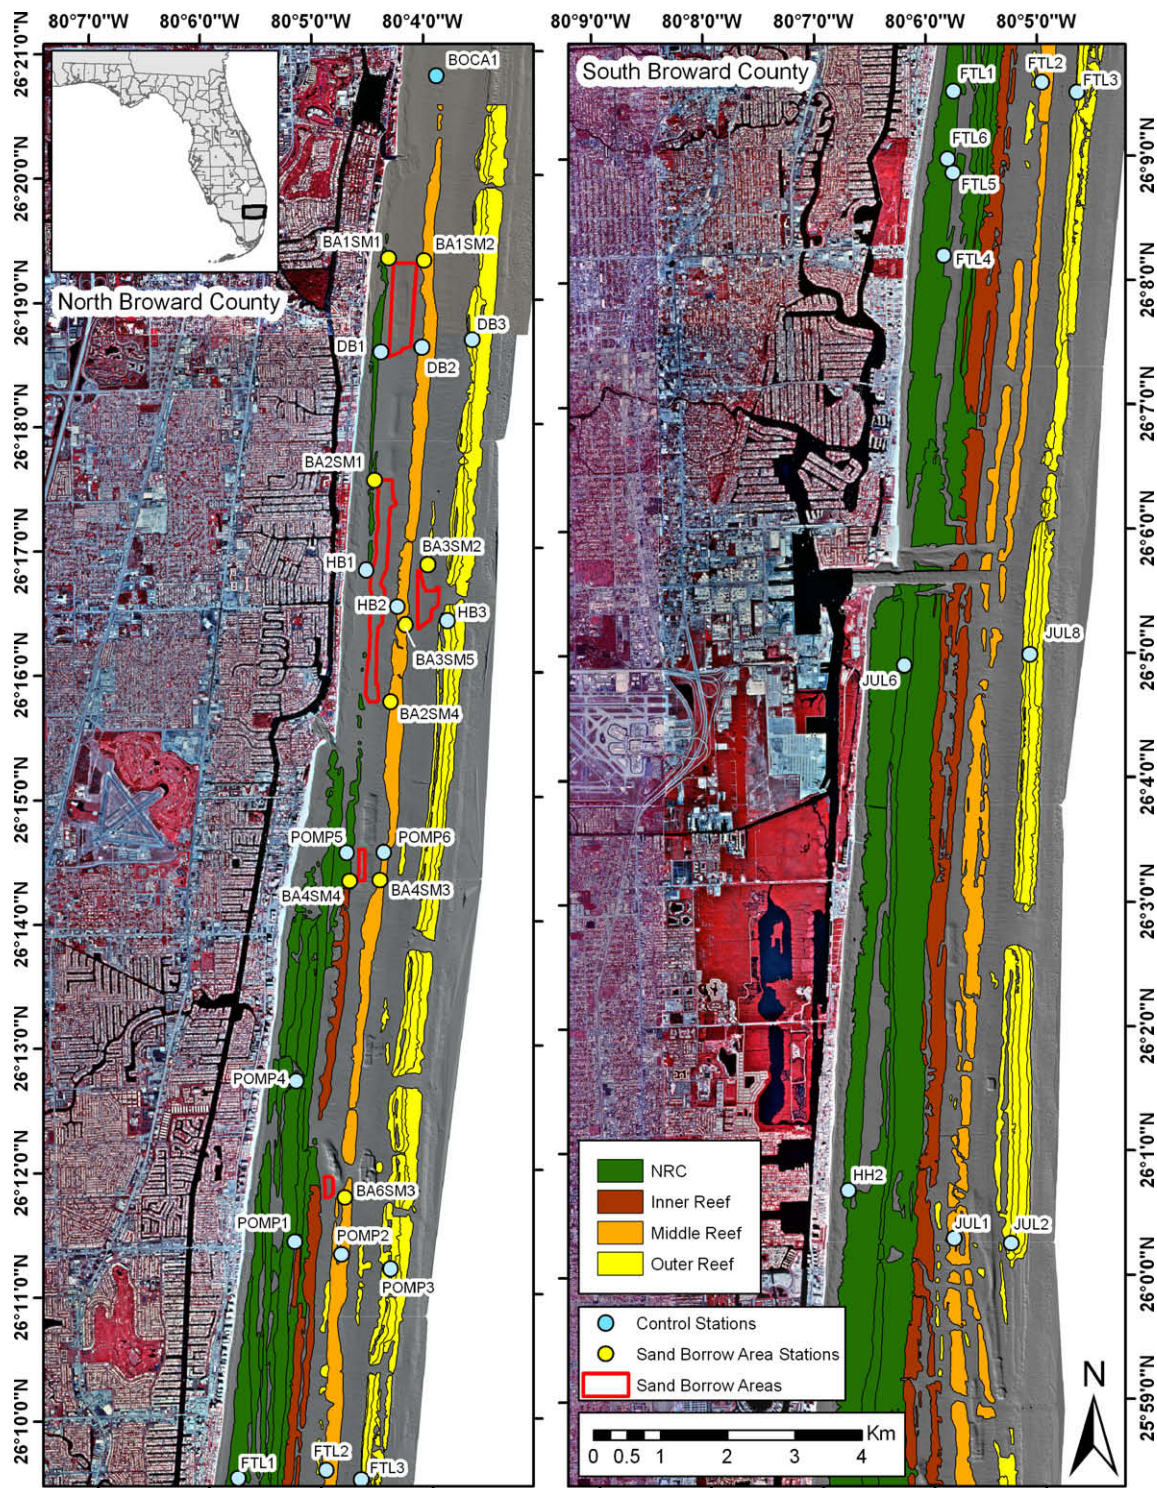 80°7'0"W 80°6'0"W 80°5'0"W 80°4'0"W
80°9'0"W 80°8'0"W 80°7'0"W 80°6'0"W 80°5'0"W
26°21'0"N
26°20'0"N
26°19'0"N
26°18'0"N
26°17'0"N
26°16'0"N
26°15'0"N
26°14'0"N
26°13'0"N
26°12'0"N
26°11'0"N
26°10'0"N
North Broward County
BOCA1
BA1SM1
BA1SM2
DB3
DB1
DB2
BA2SM1
BA3SM2
HB1
HB2
HB3
BA3SM5
BA2SM4
POMP5
POMP6
BA4SM4
BA4SM3
POMP4
BA6SM3
POMP1
POMP2
POMP3
FTL1
FTL2
FTL3
South Broward County
FTL1
FTL2
FTL3
FTL6
FTL5
FTL4
JUL8
JUL6
HH2
JUL1
JUL2
26°9'0"N
26°8'0"N
26°7'0"N
26°6'0"N
26°5'0"N
26°4'0"N
26°3'0"N
26°2'0"N
26°1'0"N
26°0'0"N
25°59'0"N
NRC
Inner Reef
Middle Reef
Outer Reef
Control Stations
Sand Borrow Area Stations
Sand Borrow Areas
0 0.5 1 2 3 4 Km
N